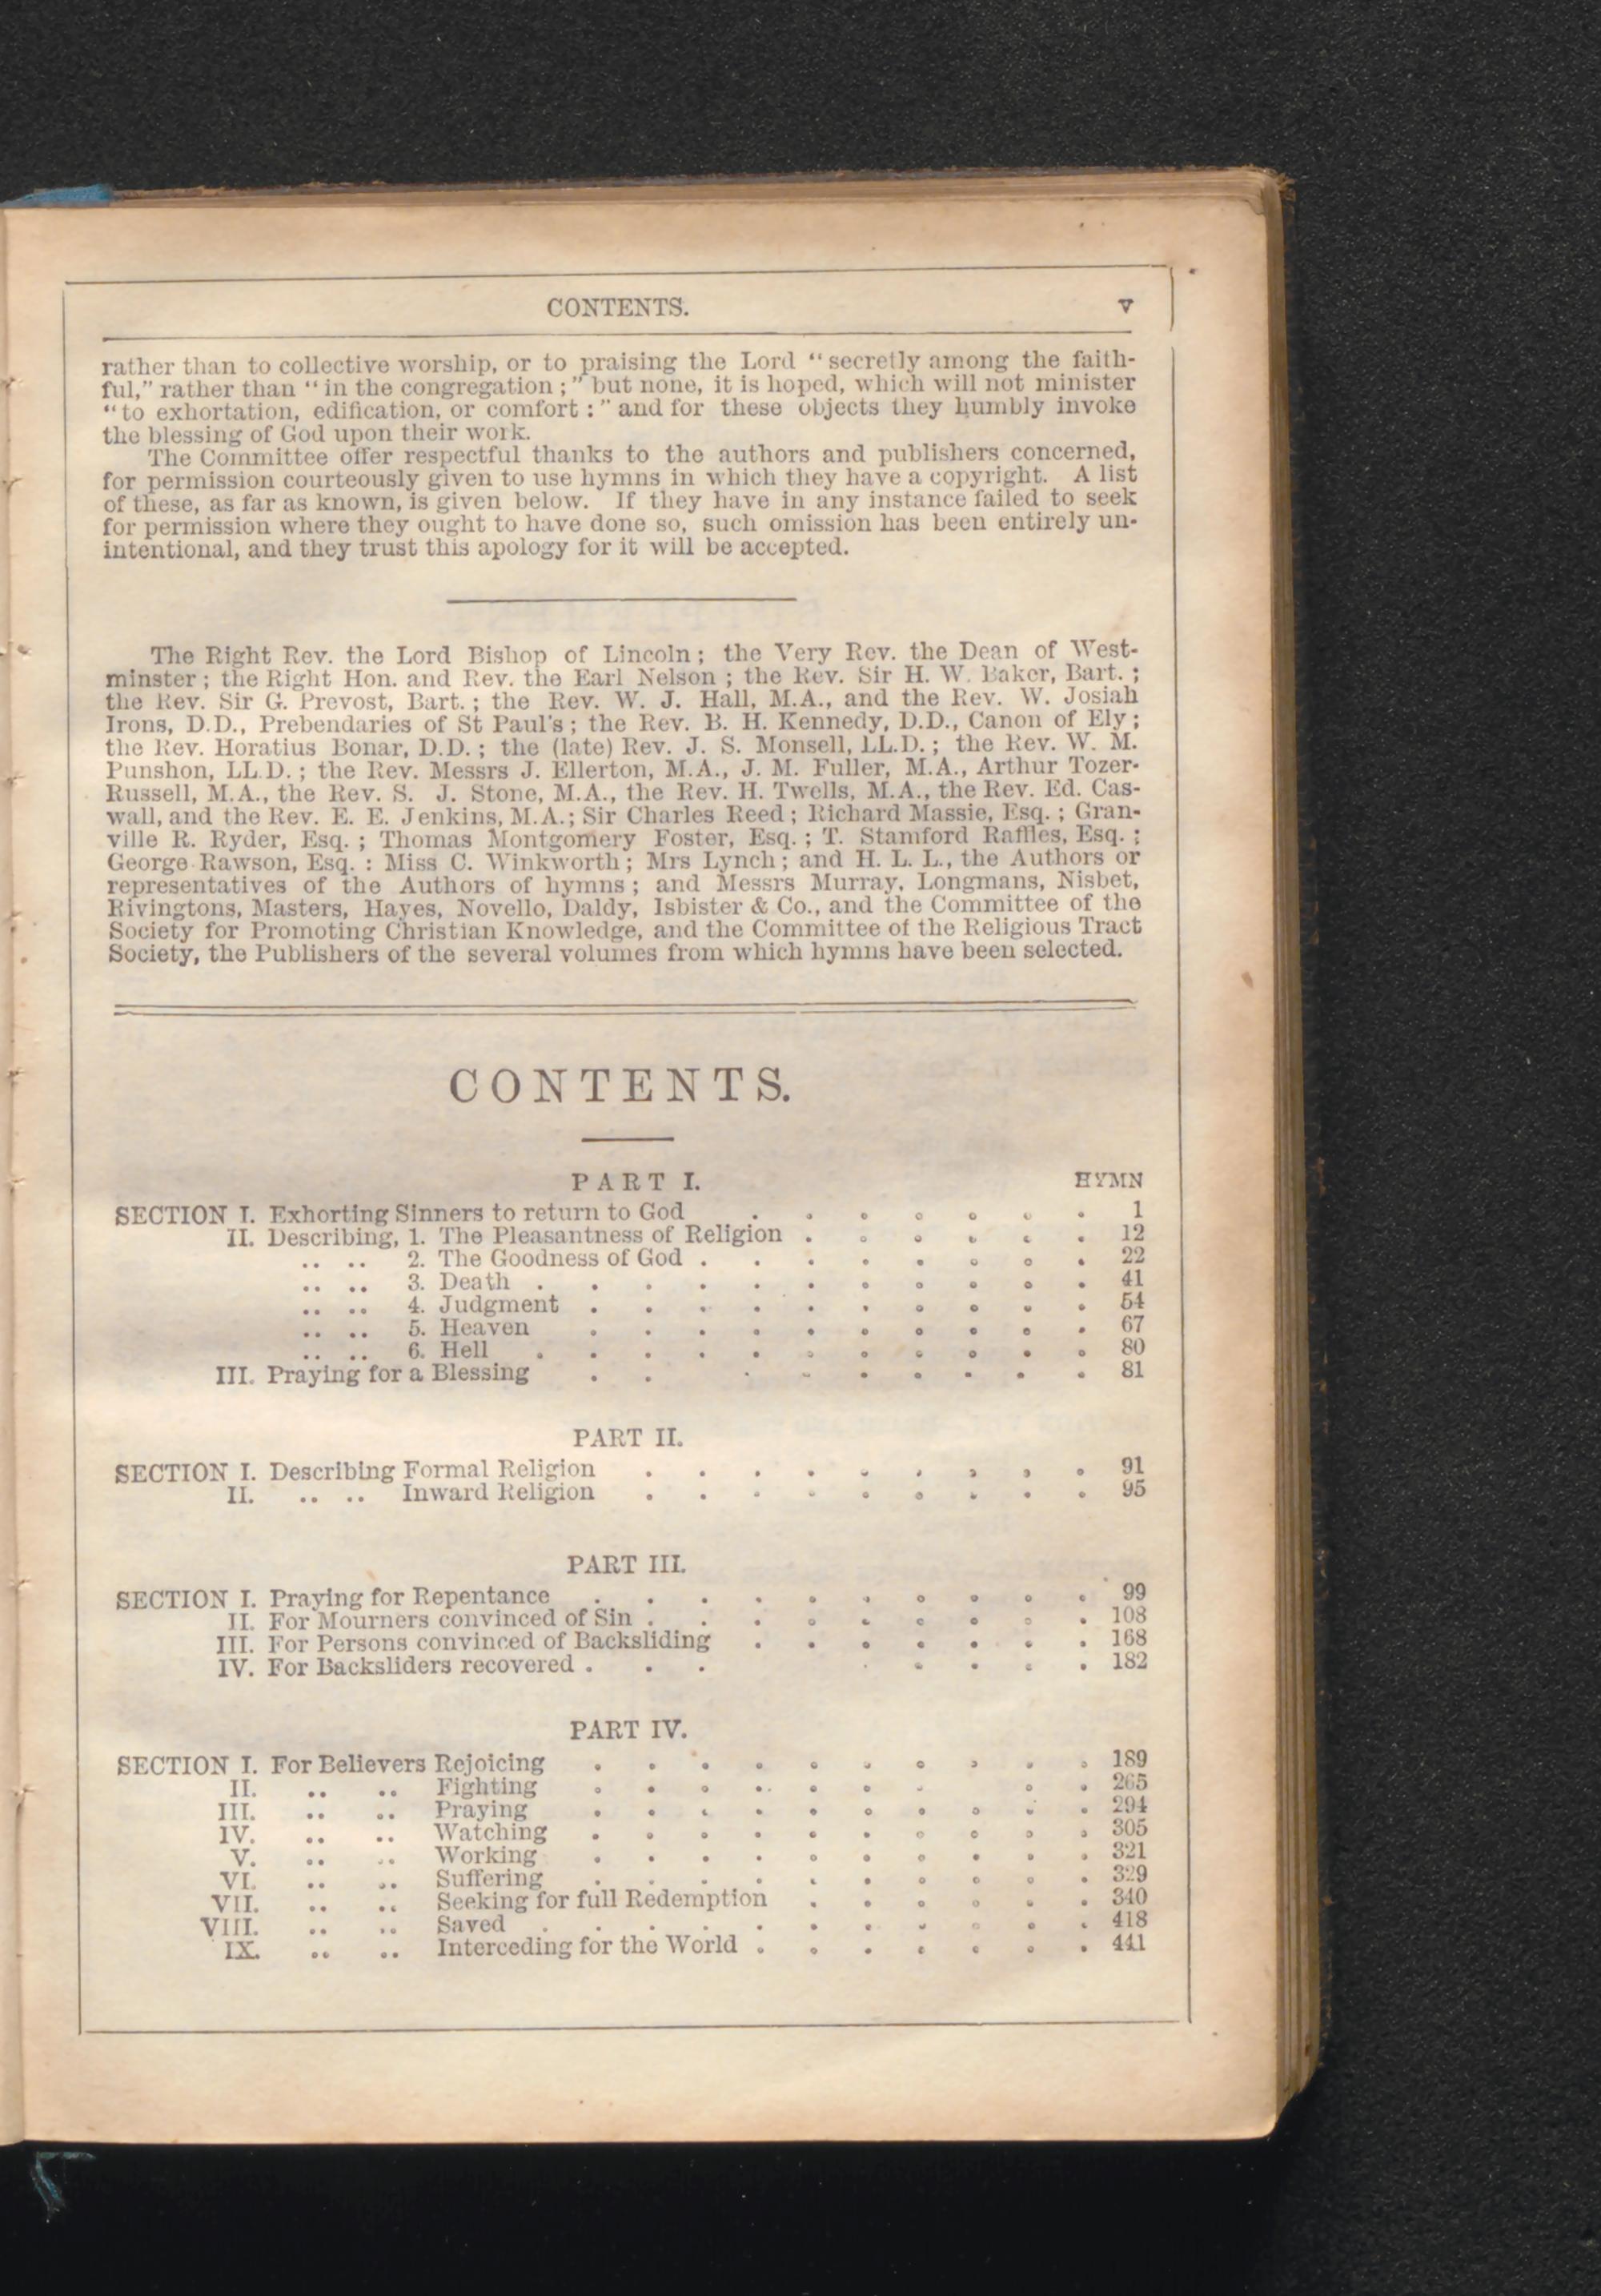 CONTENTS. v
rather than to collective worship, or to praising the Lord “secretly among the faith-
ful,” rather than “in the congregation;” but none, it is hoped, which will not minister
“to exhortation, edification, or comfort:” and for these objects they humbly invoke
the blessing of God upon their work.
The Committee offer respectful thanks to the authors and publishers concerned,
for permission courteously given to use hymns in which they have a copyright. A list
of these, as far as known, is given below. If they have in any instance failed to seek
for permission where they ought to have done so, such omission has been entirely un-
intentional, and they trust this apology for it will be accepted.
The Right Rev. the Lord Bishop of Lincoln; the Very Rev. the Dean of West-
minster; the Right Hon. and Rev. the Earl Nelson; the Rev. Sir H. W. Baker, Bart.;
the Rev. Sir G. Prevost, Bart.; the Rev. W. J. Hall, M.A., and the Rev. W. Josiah
Irons, D.D., Prebendaries of St Paul's; the Rev. B. H. Kennedy, D.D., Canon of Ely;
the Rev. Horatius Bonar, D.D.; the (late) Rev. J. S. Monsell, LL.D.; the Rev. W. M.
Punshon, LL.D.; the Rev. Messrs J. Ellerton, M.A., J. M. Fuller, M.A., Arthur Tozer-
Russell, M.A., the Rev. S. J. Stone, M.A., the Rev. H. Twells, M.A., the Rev. Ed. Cas-
wall, and the Rev. E. E. Jenkins, M.A.; Sir Charles Reed; Richard Massie, Esq.; Gran-
ville R. Ryder, Esq.; Thomas Montgomery Foster, Esq.; T. Stamford Raffles, Esq.;
George Rawson, Esq.: Miss C. Winkworth; Mrs Lynch; and H. L. L., the Authors or
representatives of the Authors of hymns; and Messrs Murray, Longmans, Nisbet,
Rivingtons, Masters, Hayes, Novello, Daldy, Isbister & Co., and the Committee of the
Society for Promoting Christian Knowledge, and the Committee of the Religious Tract
Society, the Publishers of the several volumes from which hymns have been selected.
CONTENTS.
PART I. HYMN
SECTION I. Exhorting Sinners to return to God . . . . . . . 1
II. Describing, 1. The Pleasantness of Religion . . . . . . 12
.. .. 2. The Goodness of God . . . . . . . . 22
.. .. 3. Death . . . . . . . . . . . 41
.. .. 4. Judgment . . . . . . . . . . 54
.. .. 5. Heaven . . . . . . . . . . 67
.. .. 6. Hell . . . . . . . . . . . 80
III. Praying for a Blessing . . . . . . . . . 81
PART II.
SECTION I. Describing Formal Religion . . . . . . . . . 91
II. .. .. Inward Religion . . . . . . . . . 95
PART III.
SECTION I. Praying for Repentance . . . . . . . . . . 99
II. For Mourners convinced of Sin . . . . . . . . . 108
III. For Persons convinced of Backsliding . . . . . . . 168
IV. For Backsliders recovered . . . . . . . . 182
PART IV.
SECTION I. For Believers Rejoicing . . . . . . . . . . 189
II. .. .. Fighting . . . . . . . . . 265
III. .. .. Praying . . . . . . . . . . 294
IV. .. .. Watching . . . . . . . . . . 305
V. .. .. Working . . . . . . . . . . 321
VI. .. .. Suffering . . . . . . . . . . 329
VII. .. .. Seeking for full Redemption . . . . . . 340
VIII. .. .. Saved . . . . . . . . . . . 418
IX. .. .. Interceding for the World . . . . . . . 441